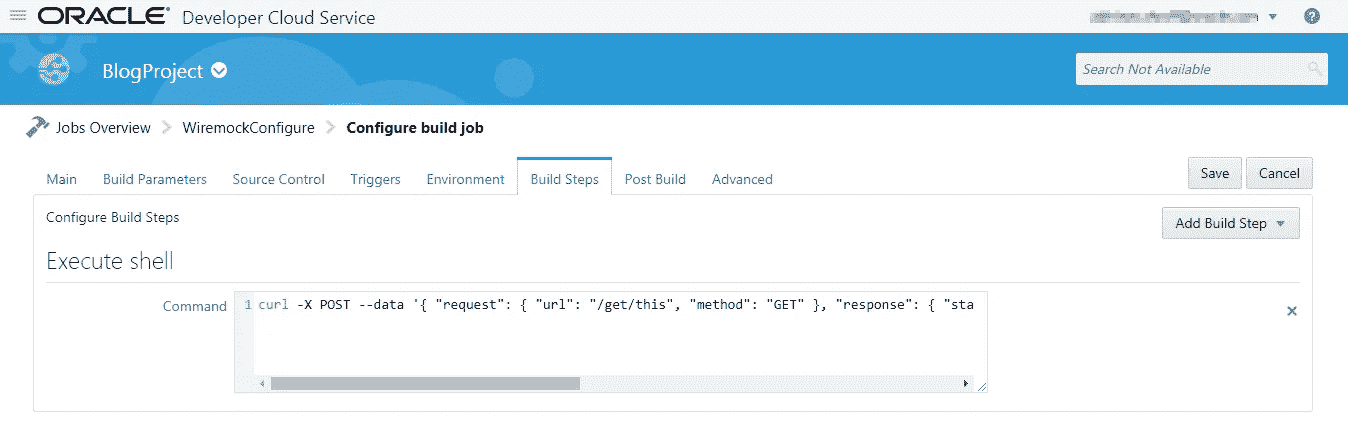 ORACLE® Developer Cloud Service
BlogProject
Search Not Available
Jobs Overview WiremockConfigure Configure build job
Main Build Parameters Source Control Triggers Environment Build Steps Post Build Advanced Save Cancel
Configure Build Steps Add Build Step
Execute shell
Command 1 curl -X POST --data '{ "request": { "url": "/get/this", "method": "GET" }, "response": { "sta